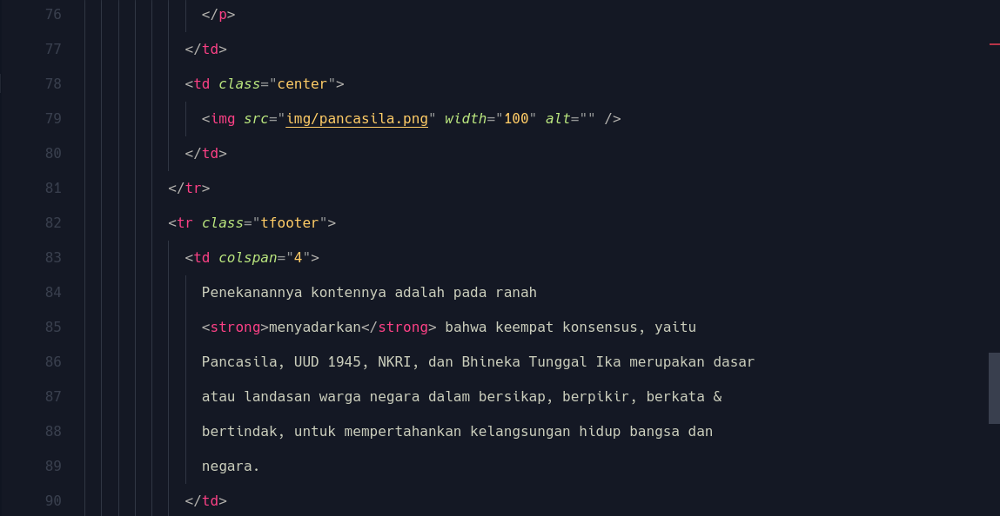 76 </p>
77 </td>
78 <td class="center">
79 <img src="img/pancasila.png" width="100" alt="" />
80 </td>
81 </tr>
82 <tr class="tfooter">
83 <td colspan="4">
84 Penekanannya kontennya adalah pada ranah
85 <strong>menyadarkan</strong> bahwa keempat konsensus, yaitu
86 Pancasila, UUD 1945, NKRI, dan Bhineka Tunggal Ika merupakan dasar
87 atau landasan warga negara dalam bersikap, berpikir, berkata &
88 bertindak, untuk mempertahankan kelangsungan hidup bangsa dan
89 negara.
90 </td>